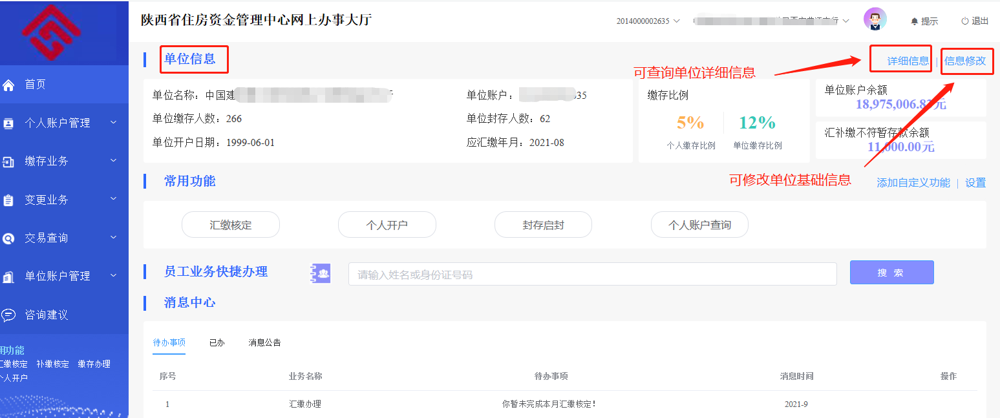 陕西省住房资金管理中心网上办事大厅
2014000002635
提示
退出
首页
个人账户管理
缴存业务
变更业务
交易查询
单位账户管理
咨询建议
用功能
汇缴核定 补缴核定 缴存办理
个人开户
单位信息
可查询单位详细信息
详细信息 | 信息修改
单位名称：中国建
单位账户：
35
单位缴存人数：266
单位封存人数：62
单位开户日期：1999-06-01
应汇缴年月：2021-08
缴存比例
5%
12%
个人缴存比例
单位缴存比例
单位账户余额
18,975,006.8
元
汇补缴不符暂存款余额
11,000.00元
可修改单位基础信息
常用功能
添加自定义功能 | 设置
汇缴核定
个人开户
封存启封
个人账户查询
员工业务快捷办理
请输入姓名或身份证号码
搜 索
消息中心
待办事项 已办 消息公告
序号 业务名称 待办事项 消息时间 操作
1 汇缴办理 你暂未完成本月汇缴核定! 2021-9